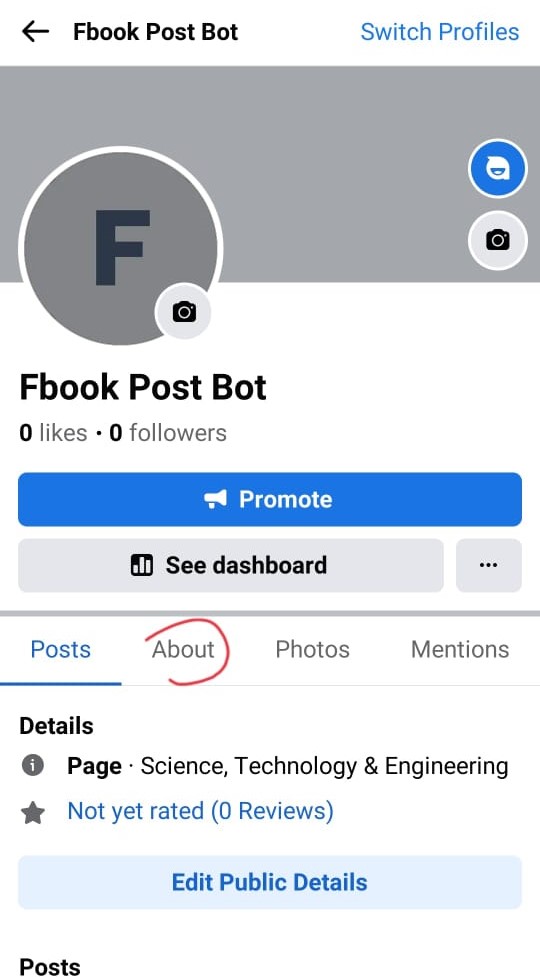 Fbook Post Bot
Switch Profiles
F
Fbook Post Bot
0 likes • 0 followers
Promote
See dashboard
Posts
About
Photos
Mentions
Details
Page · Science, Technology & Engineering
Not yet rated (0 Reviews)
Edit Public Details
Posts